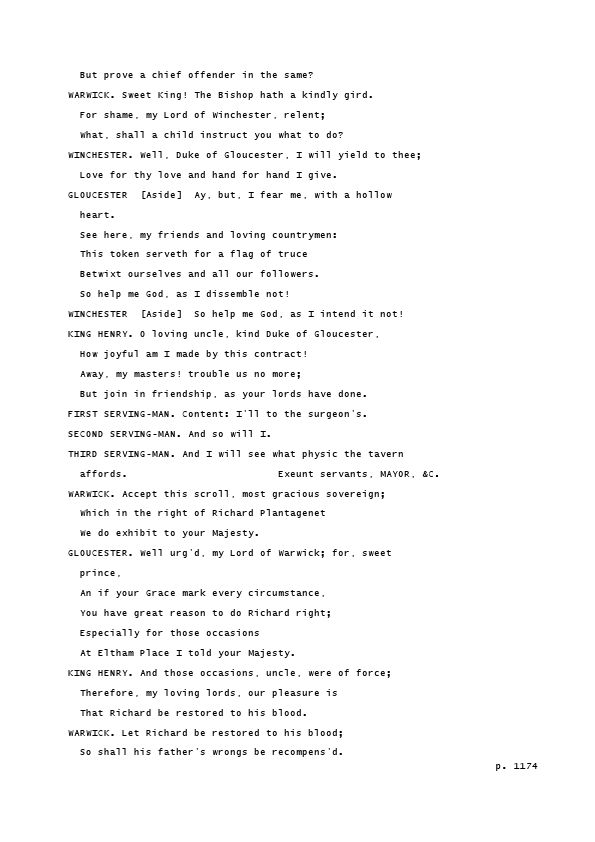 But prove a chief offender in the same?
WARWICK. Sweet King! The Bishop hath a kindly gird.
For shame, my Lord of Winchester, relent;
What, shall a child instruct you what to do?
WINCHESTER. Well, Duke of Gloucester, I will yield to thee;
Love for thy love and hand for hand I give.
GLOUCESTER [Aside] Ay, but, I fear me, with a hollow
heart.
See here, my friends and loving countrymen:
This token serveth for a flag of truce
Betwixt ourselves and all our followers.
So help me God, as I dissemble not!
WINCHESTER [Aside] So help me God, as I intend it not!
KING HENRY. O loving uncle, kind Duke of Gloucester,
How joyful am I made by this contract!
Away, my masters! trouble us no more;
But join in friendship, as your lords have done.
FIRST SERVING-MAN. Content: I'll to the surgeon's.
SECOND SERVING-MAN. And so will I.
THIRD SERVING-MAN. And I will see what physic the tavern
affords. Exeunt servants, MAYOR, &C.
WARWICK. Accept this scroll, most gracious sovereign;
Which in the right of Richard Plantagenet
We do exhibit to your Majesty.
GLOUCESTER. Well urg'd, my Lord of Warwick; for, sweet
prince,
An if your Grace mark every circumstance,
You have great reason to do Richard right;
Especially for those occasions
At Eltham Place I told your Majesty.
KING HENRY. And those occasions, uncle, were of force;
Therefore, my loving lords, our pleasure is
That Richard be restored to his blood.
WARWICK. Let Richard be restored to his blood;
So shall his father's wrongs be recompens'd.
p. 1174